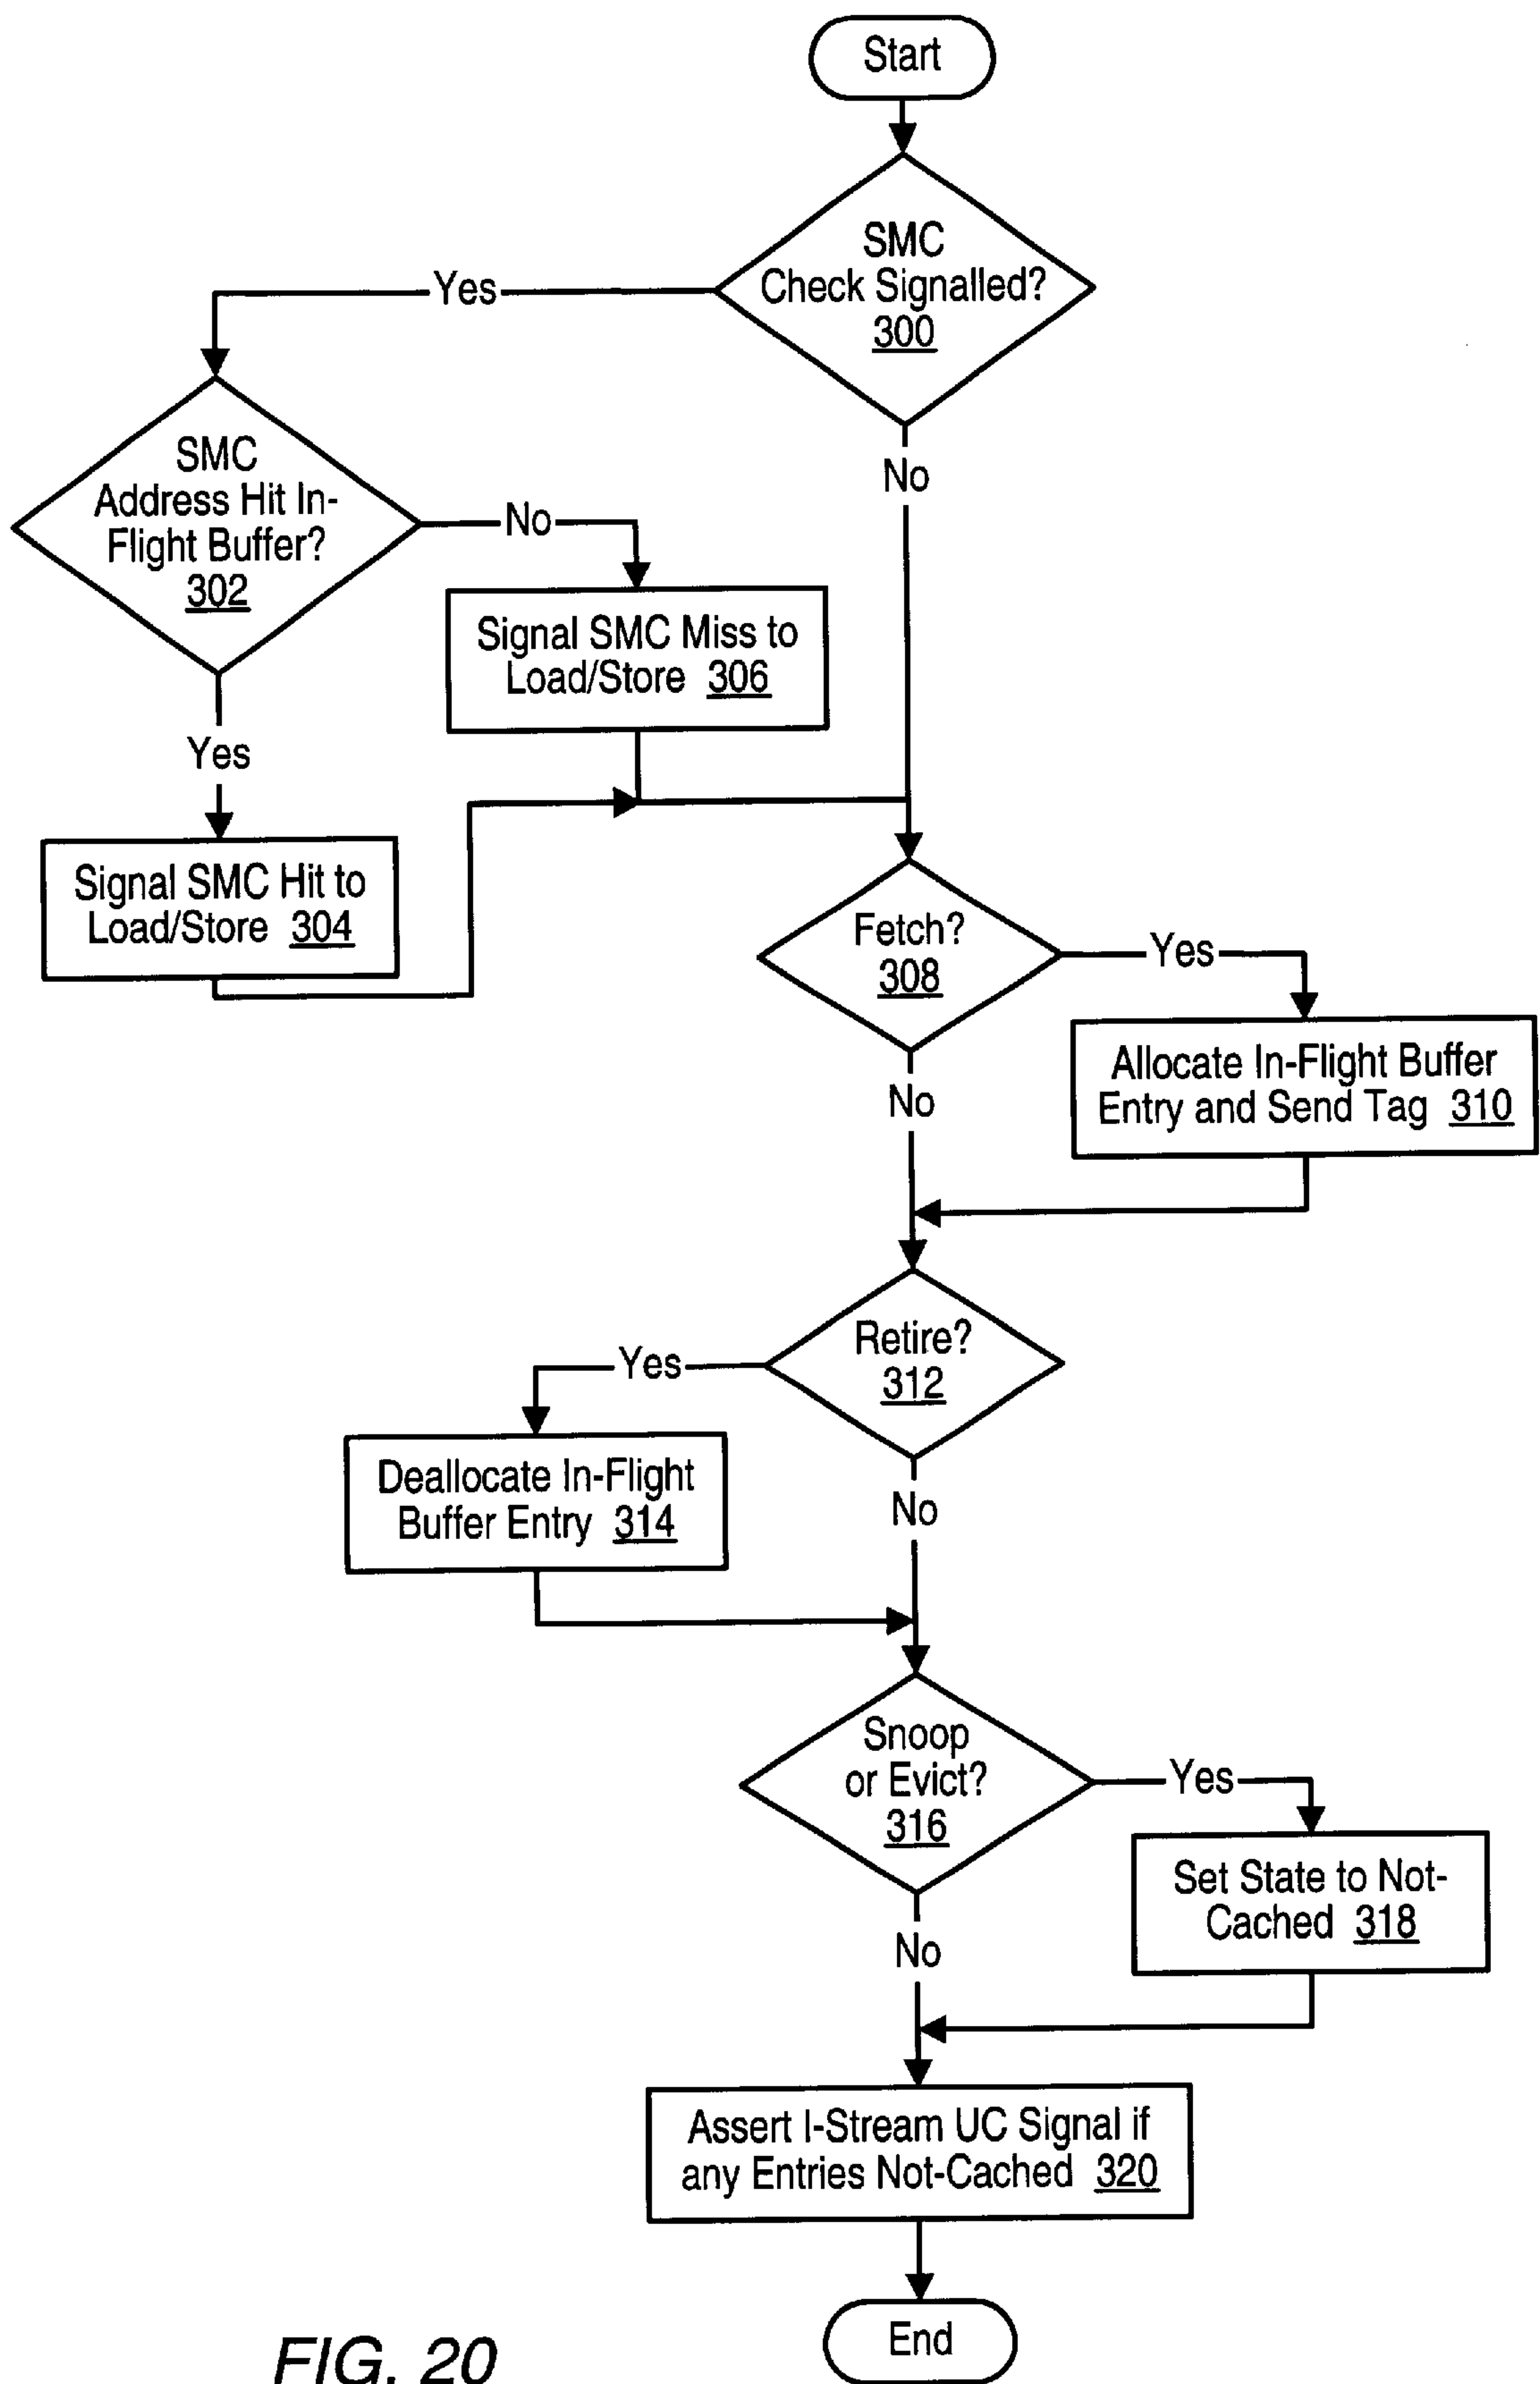 Start
SMC
Check Signalled?
300
Yes
No
SMC
Address Hit In-
Flight Buffer?
302
No
Signal SMC Miss to
Load/Store 306
Yes
Signal SMC Hit to
Load/Store 304
Fetch?
308
Yes
Allocate In-Flight Buffer
Entry and Send Tag 310
No
Retire?
312
Yes
Deallocate In-Flight
Buffer Entry 314
No
Snoop
or Evict?
316
Yes
Set State to Not-
Cached 318
No
Assert I-Stream UC Signal if
any Entries Not-Cached 320
End
FIG. 20